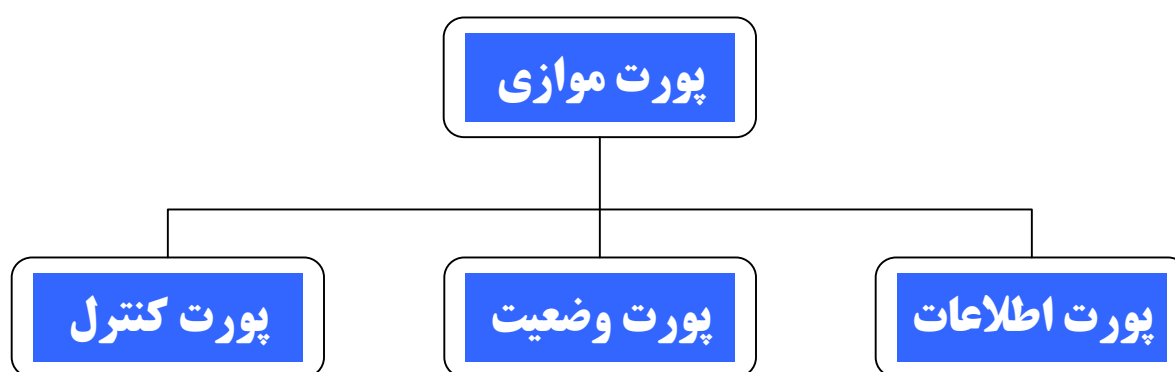 پورت موازی
پورت اطلاعات
پورت وضعیت
پورت کنترل